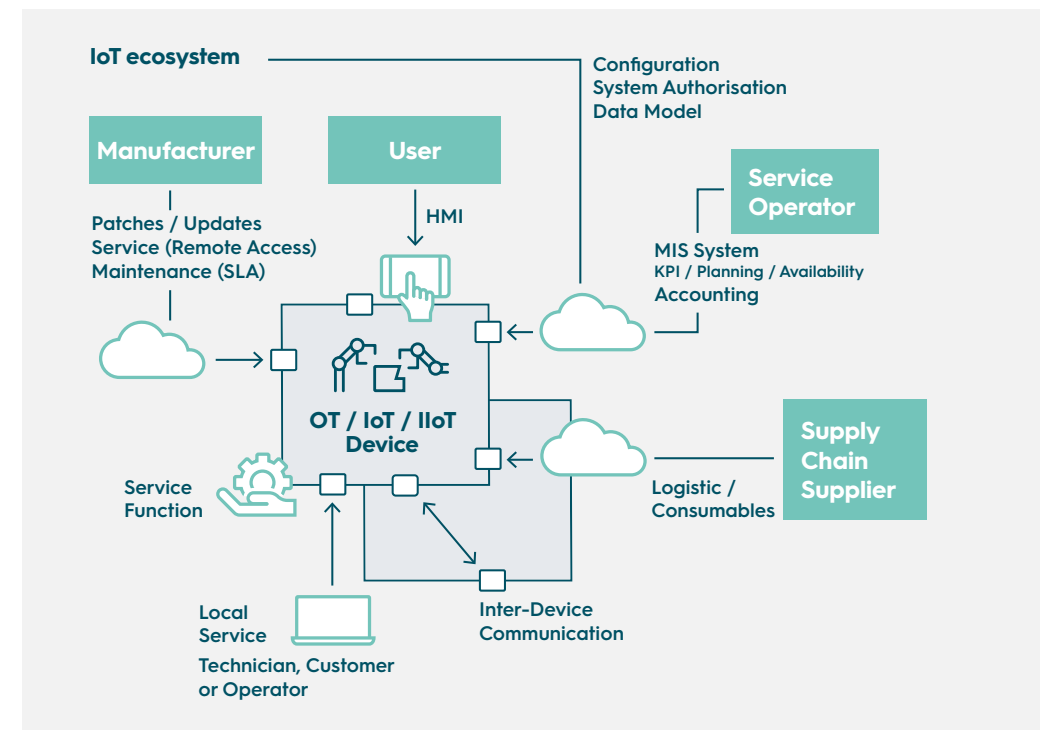 IoT ecosystem
Configuration
System Authorisation
Data Model
Manufacturer
User
Service
Operator
Patches / Updates
Service (Remote Access)
Maintenance (SLA)
HMI
MIS System
KPI / Planning / Availability
Accounting
OT / IoT / IIoT
Device
Supply
Chain
Supplier
Service
Function
Logistic /
Consumables
Local
Service
Technician, Customer
or Operator
Inter-Device
Communication